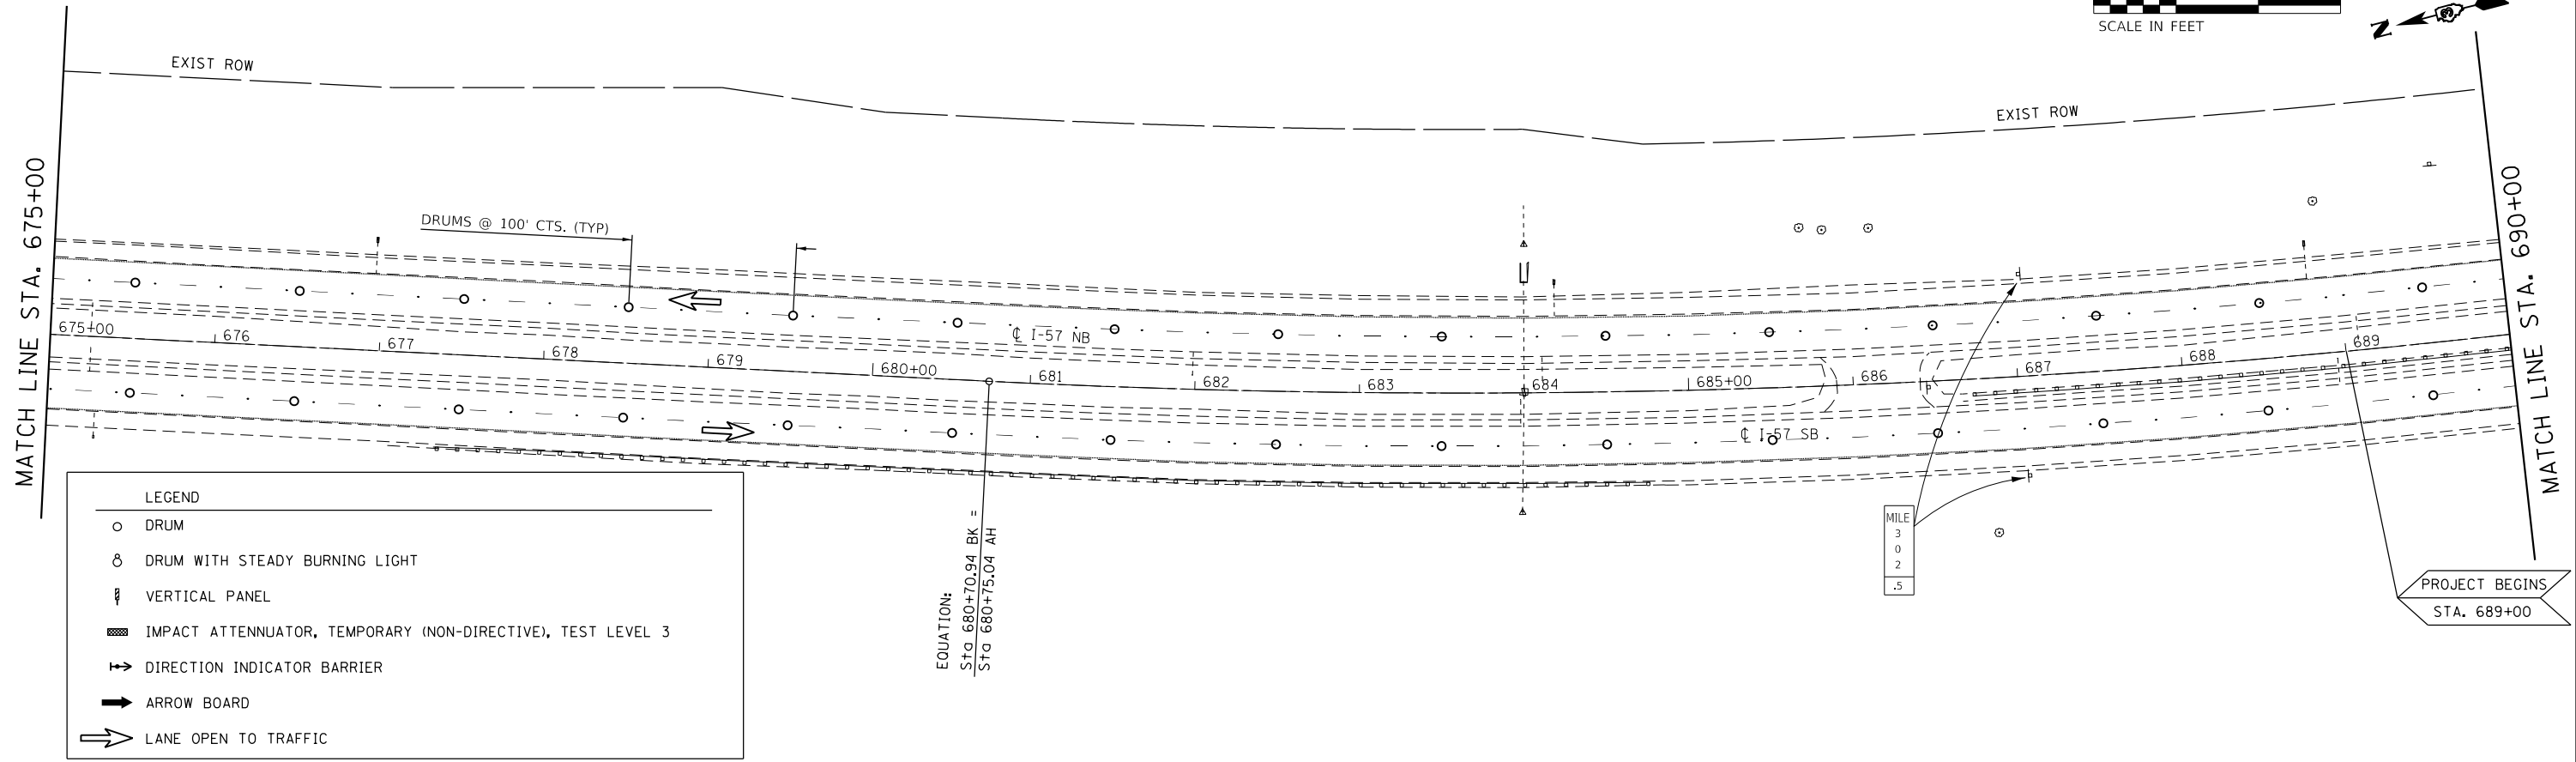 SCALE IN FEET
N
3
EXIST ROW
EXIST ROW
MATCH LINE STA. 675+00
MATCH LINE STA. 690+00
DRUMS @ 100' CTS. (TYP)
℄ I-57 NB
675+00
676
677
678
679
680+00
681
682
683
684
685+00
686
687
688
689
℄ I-57 SB
EQUATION:
Sta 680+70.94 BK =
Sta 680+75.04 AH
MILE
3
0
2
.5
PROJECT BEGINS
STA. 689+00
LEGEND
DRUM
DRUM WITH STEADY BURNING LIGHT
VERTICAL PANEL
IMPACT ATTENNUATOR, TEMPORARY (NON-DIRECTIVE), TEST LEVEL 3
DIRECTION INDICATOR BARRIER
ARROW BOARD
LANE OPEN TO TRAFFIC